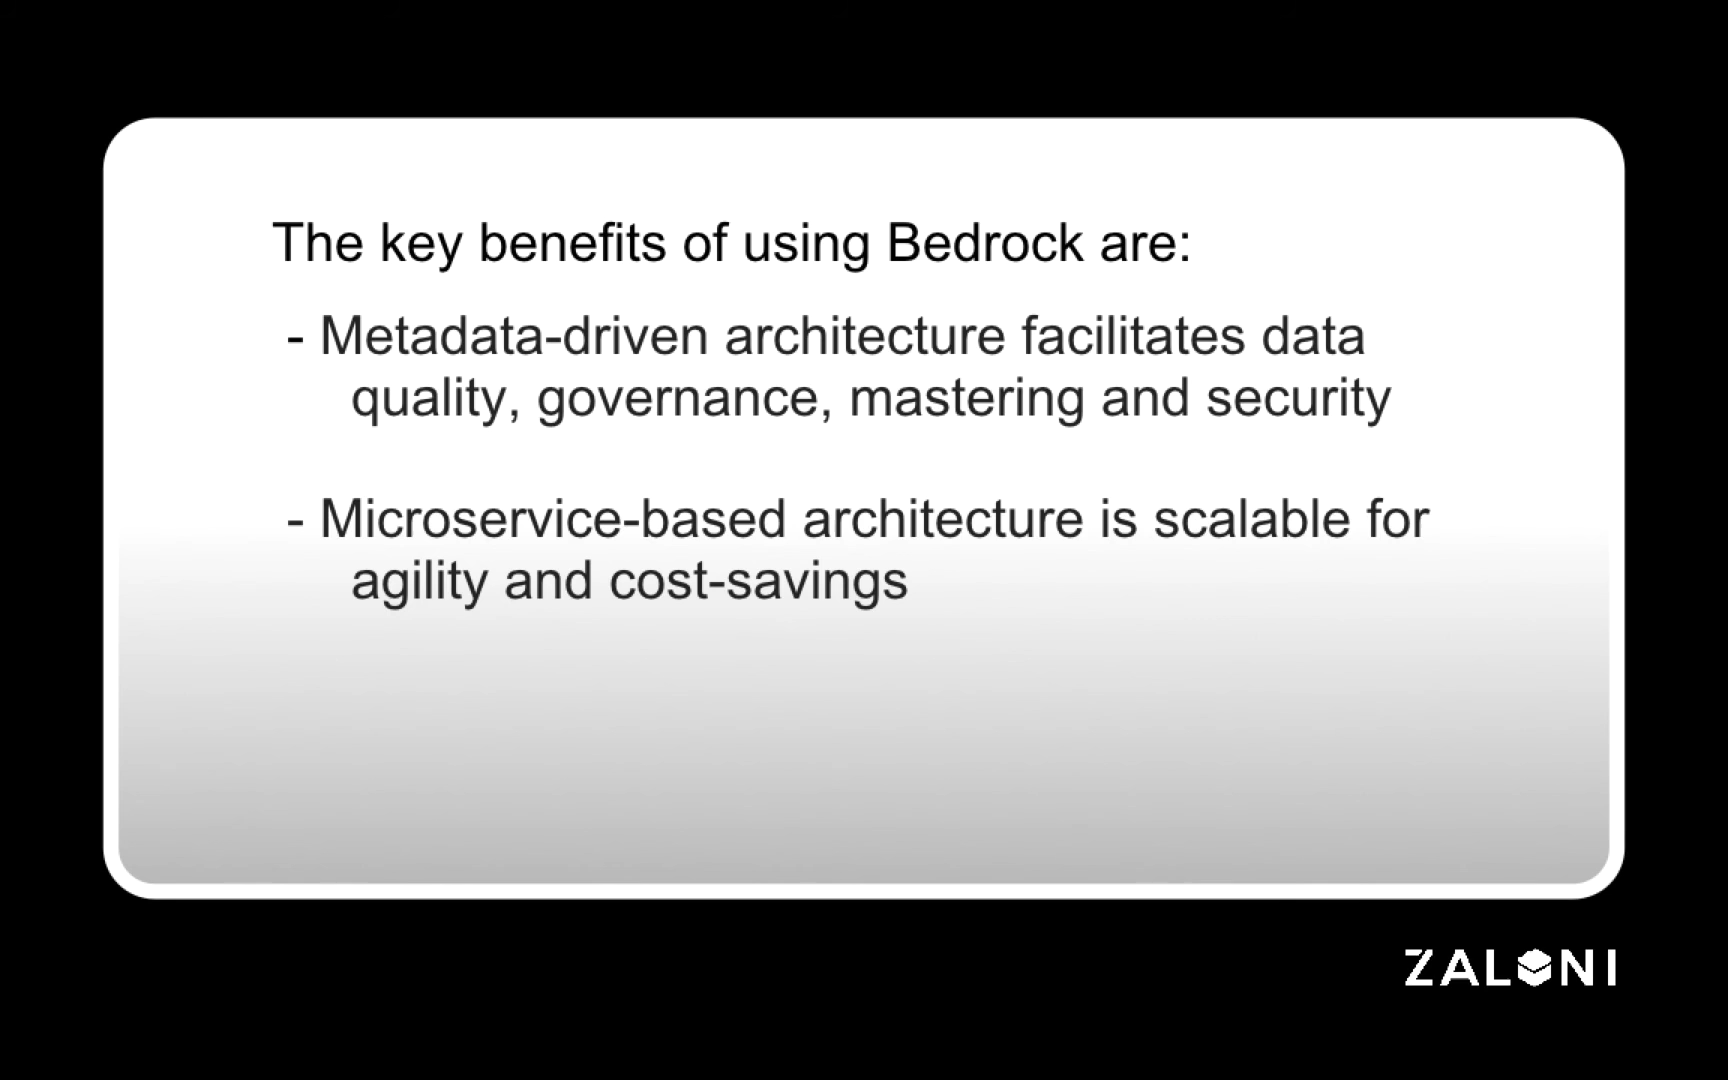 The key benefits of using Bedrock are:
- Metadata-driven architecture facilitates data
quality, governance, mastering and security
- Microservice-based architecture is scalable for
agility and cost-savings
ZALONI